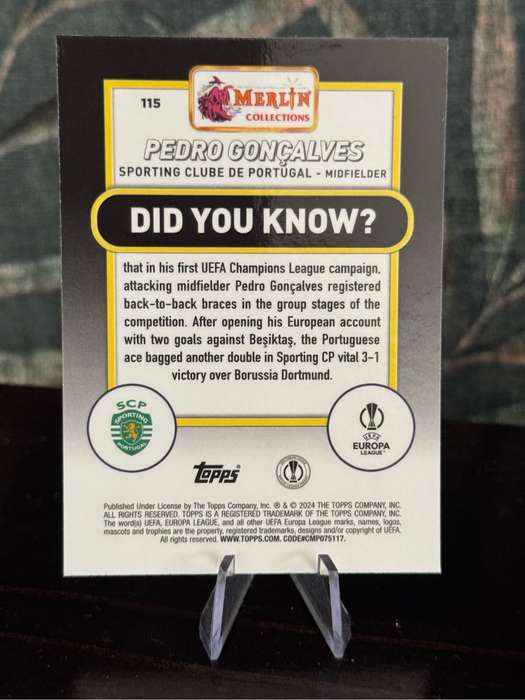 115
MERLIN
COLLECTIONS
PEDRO GONÇALVES
SPORTING CLUBE DE PORTUGAL - MIDFIELDER
DID YOU KNOW?
that in his first UEFA Champions League campaign,
attacking midfielder Pedro Gonçalves registered
back-to-back braces in the group stages of the
competition. After opening his European account
with two goals against Beşiktaş, the Portuguese
ace bagged another double in Sporting CP vital 3-1
victory over Borussia Dortmund.
SCP
SPORTING
PORTUGAL
UEFA
EUROPA
LEAGUE
topps
Published Under License by The Topps Company, Inc. ® & © 2024 THE TOPPS COMPANY, INC.
ALL RIGHTS RESERVED. TOPPS IS A REGISTERED TRADEMARK OF THE TOPPS COMPANY, INC.
The word(s) UEFA, EUROPA LEAGUE, and all other UEFA Europa League marks, names, logos,
mascots and trophies are the property, registered trademarks, designs and/or copyright of UEFA.
All rights reserved. WWW.TOPPS.COM. CODE#CMP075117.